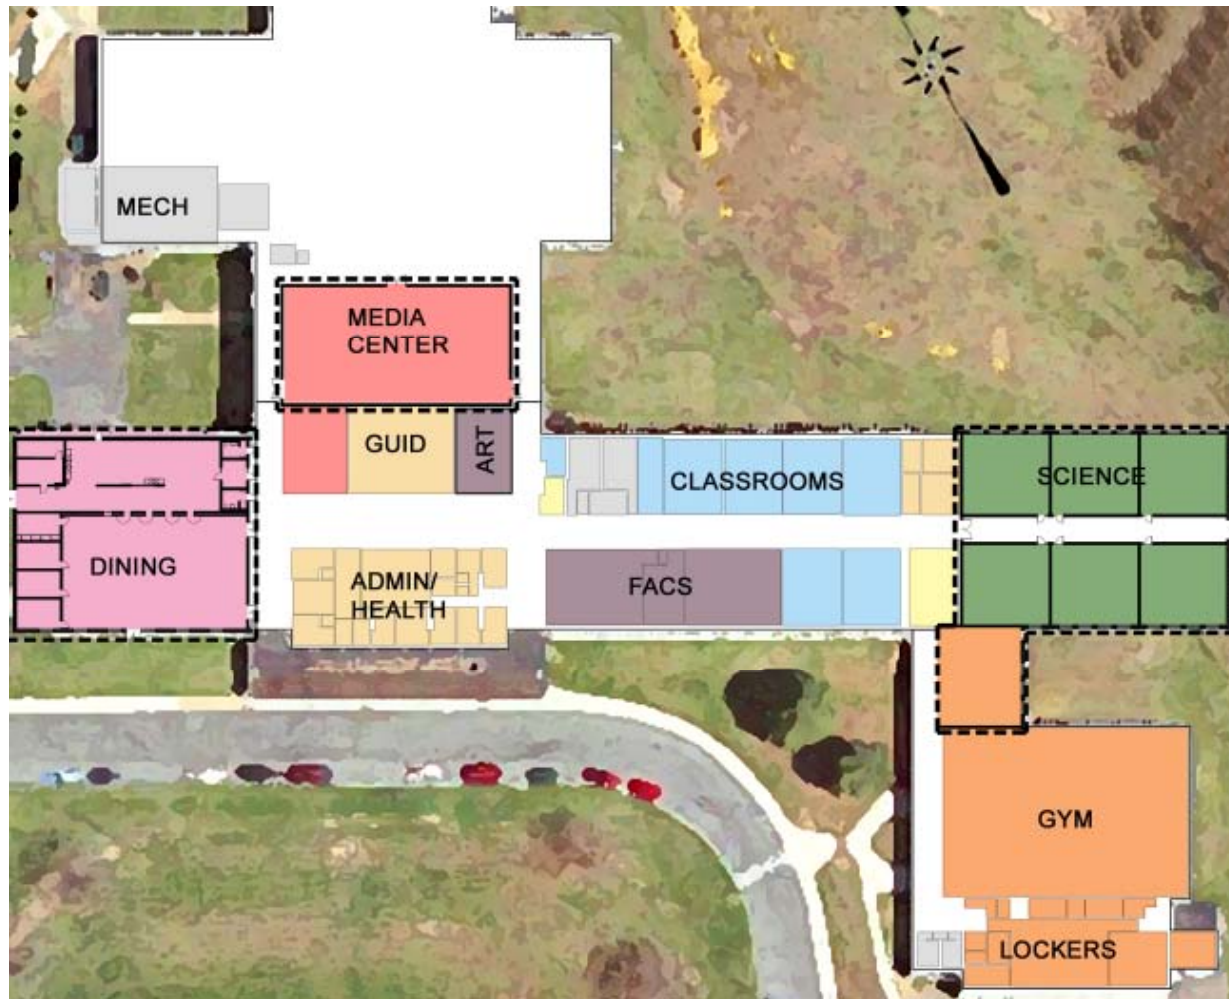 MECH
MEDIA
CENTER
GUID
ART
CLASSROOMS
SCIENCE
DINING
ADMIN/
HEALTH
FACS
GYM
LOCKERS